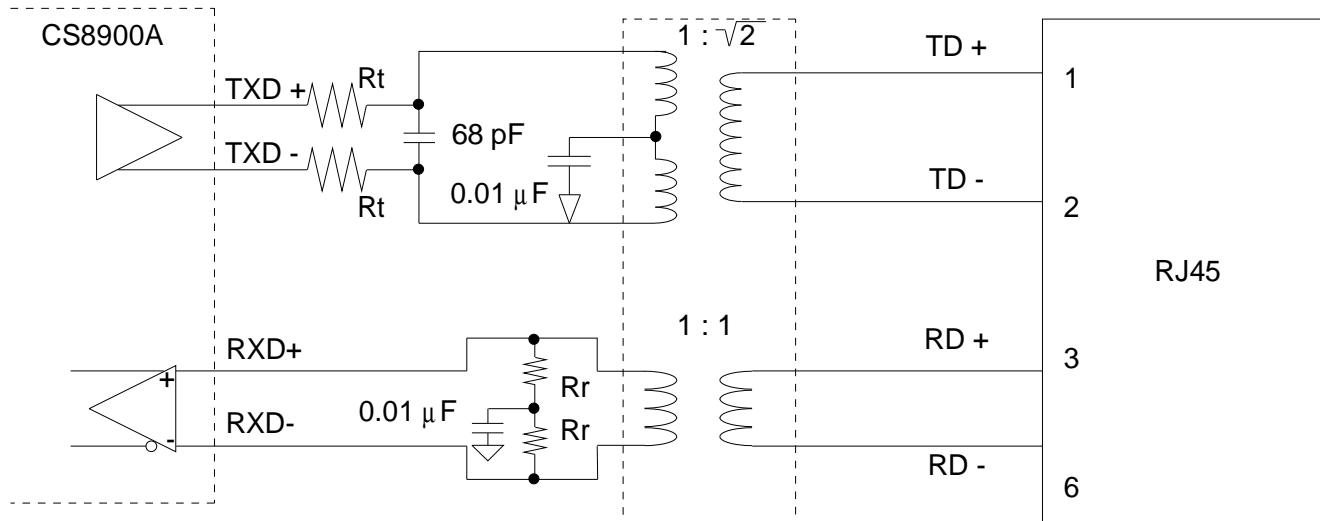 CS8900A
1 : √2
TD +
TXD +
Rt
1
68 pF
TXD -
Rt
0.01 μF
TD -
2
RJ45
1 : 1
RXD+
RD +
3
+
Rr
0.01 μF
RXD-
Rr
-
RD -
6